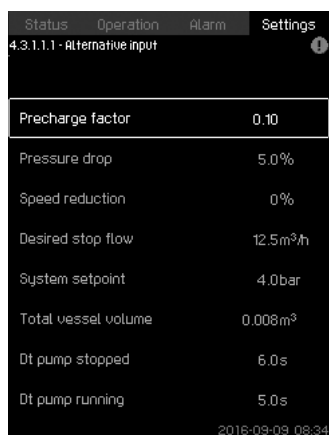 Status Operation Alarm Settings
4.3.1.1.1 - Alternative input
Precharge factor 0.10
Pressure drop 5.0%
Speed reduction 0%
Desired stop flow 12.5m³/h
System setpoint 4.0bar
Total vessel volume 0.008m³
Dt pump stopped 6.0s
Dt pump running 5.0s
2016-09-09 08:34